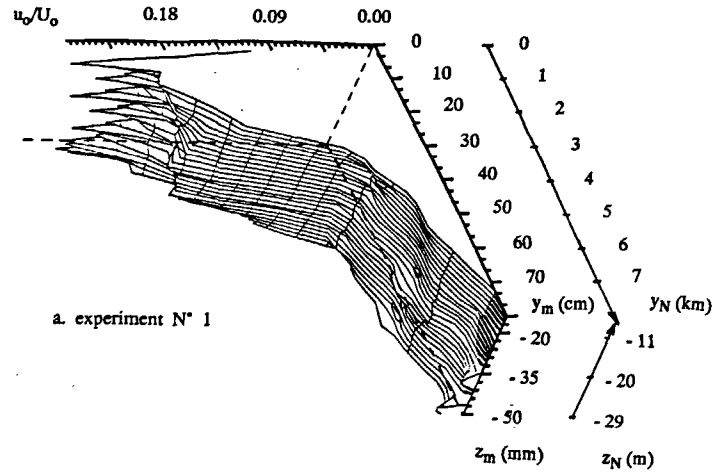 u₀/U₀ 0.18 0.09 0.00
0 0
10 1
20 2
30 3
40 4
50 5
60 6
70 7
a. experiment N° 1
y_m (cm) y_N (km)
- 20 - 11
- 35 - 20
- 50 - 29
z_m (mm) z_N (m)